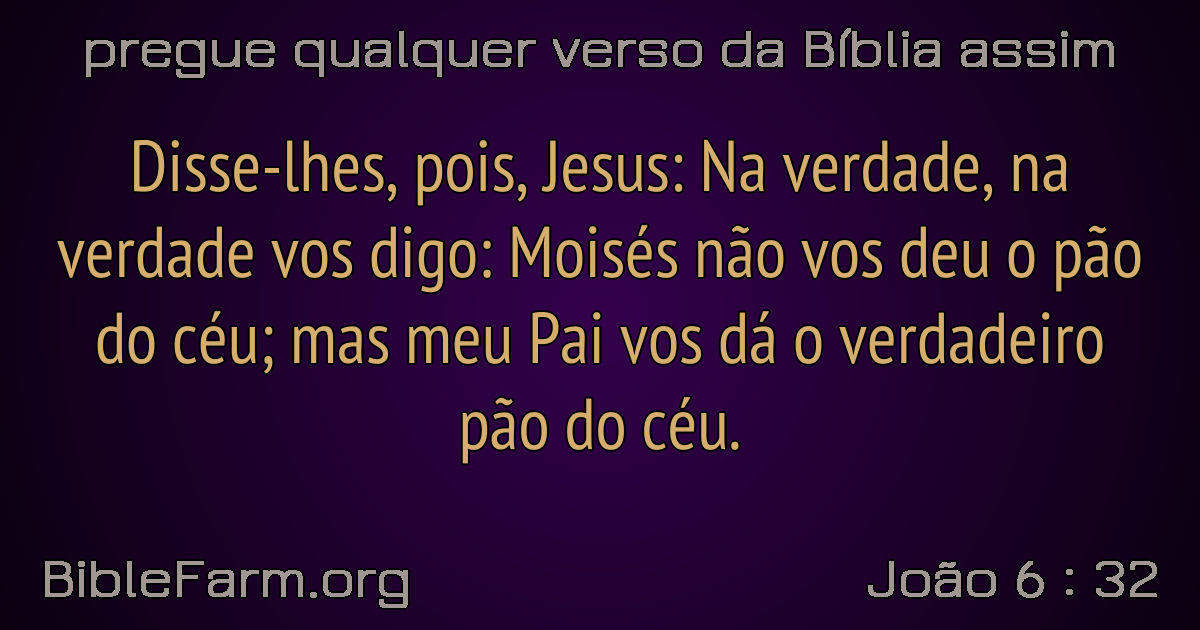 pregue qualquer verso da Bíblia assim
Disse-lhes, pois, Jesus: Na verdade, na
verdade vos digo: Moisés não vos deu o pão
do céu; mas meu Pai vos dá o verdadeiro
pão do céu.
BibleFarm.org
João 6 : 32